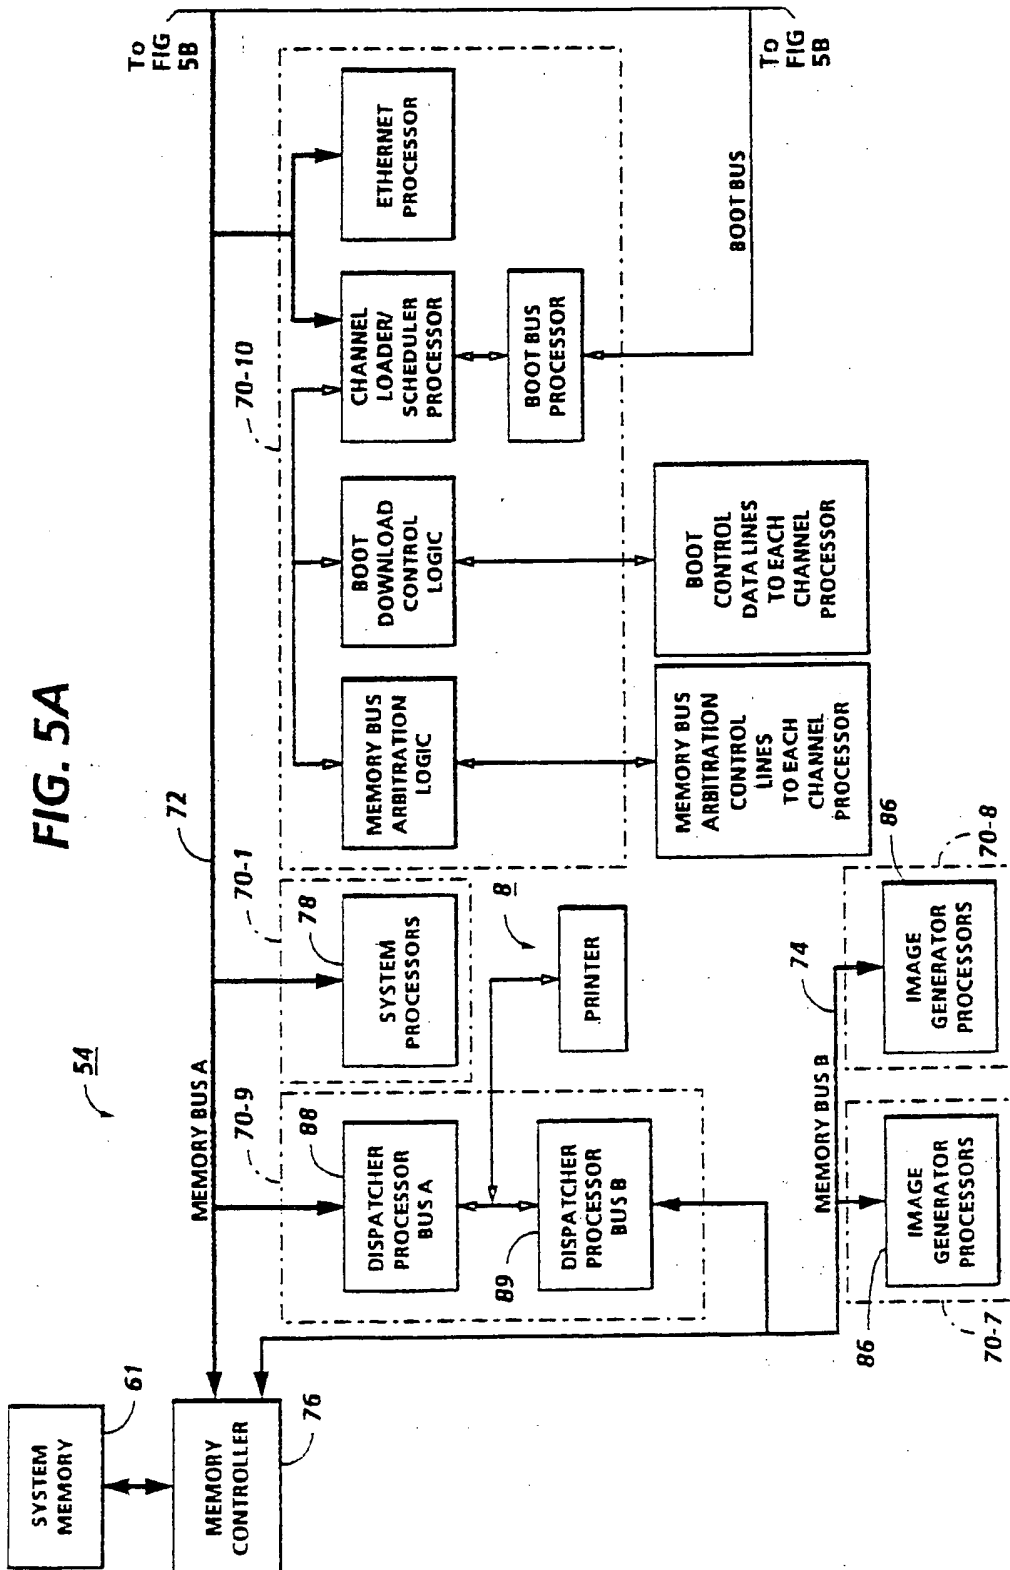 FIG. 5A
54
SYSTEM
MEMORY
61
MEMORY
CONTROLLER
76
MEMORY BUS A
72
To
FIG
5B
70-9
88
DISPATCHER
PROCESSOR
BUS A
89
DISPATCHER
PROCESSOR
BUS B
70-1
78
SYSTEM
PROCESSORS
8
PRINTER
70-10
MEMORY BUS
ARBITRATION
LOGIC
BOOT
DOWNLOAD
CONTROL
LOGIC
CHANNEL
LOADER/
SCHEDULER
PROCESSOR
ETHERNET
PROCESSOR
BOOT BUS
PROCESSOR
MEMORY BUS
ARBITRATION
CONTROL
LINES
TO EACH
CHANNEL
PROCESSOR
BOOT
CONTROL
DATA LINES
TO EACH
CHANNEL
PROCESSOR
BOOT BUS
To
FIG
5B
MEMORY BUS B
74
86
IMAGE
GENERATOR
PROCESSORS
70-7
86
IMAGE
GENERATOR
PROCESSORS
70-8